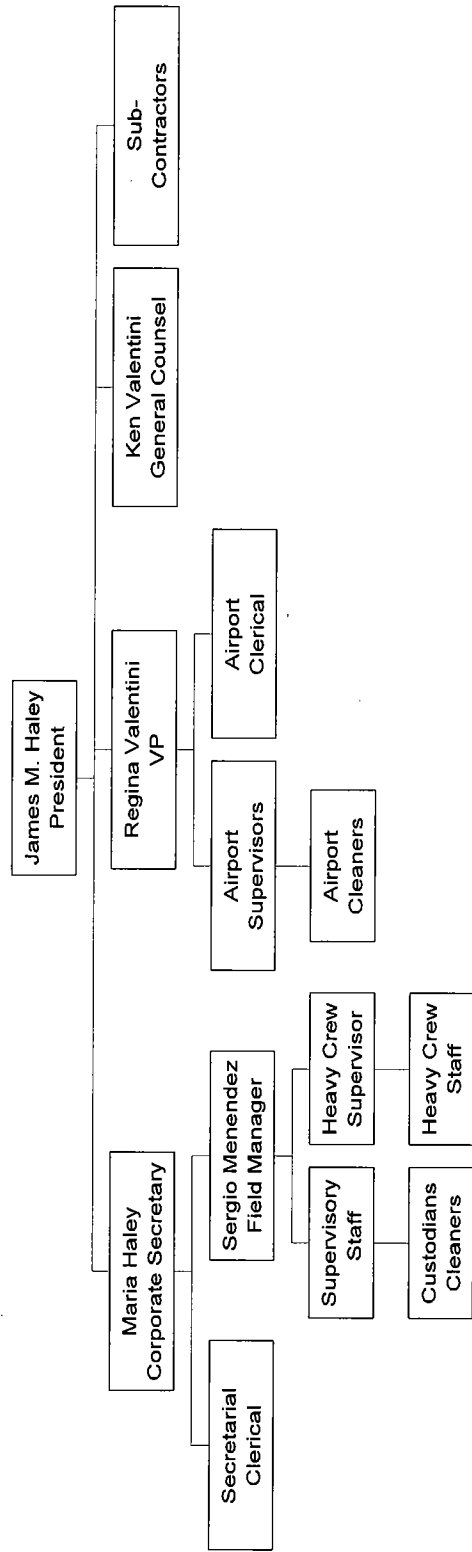 James M. Haley
President
Maria Haley
Corporate Secretary
Regina Valentini
VP
Ken Valentini
General Counsel
Sub-
Contractors
Secretarial
Clerical
Sergio Menendez
Field Manager
Airport
Supervisors
Airport
Clerical
Supervisory
Staff
Heavy Crew
Supervisor
Airport
Cleaners
Custodians
Cleaners
Heavy Crew
Staff